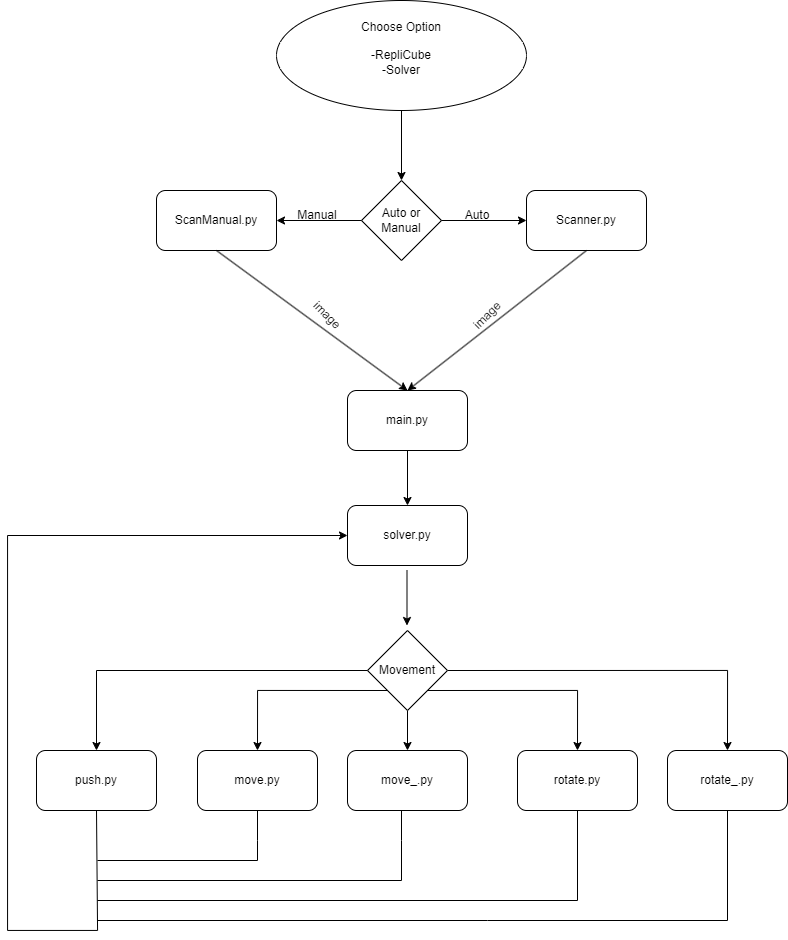 Choose Option
-RepliCube
-Solver
ScanManual.py
Manual
Auto or
Manual
Auto
Scanner.py
image
image
main.py
solver.py
Movement
push.py
move.py
move_.py
rotate.py
rotate_.py